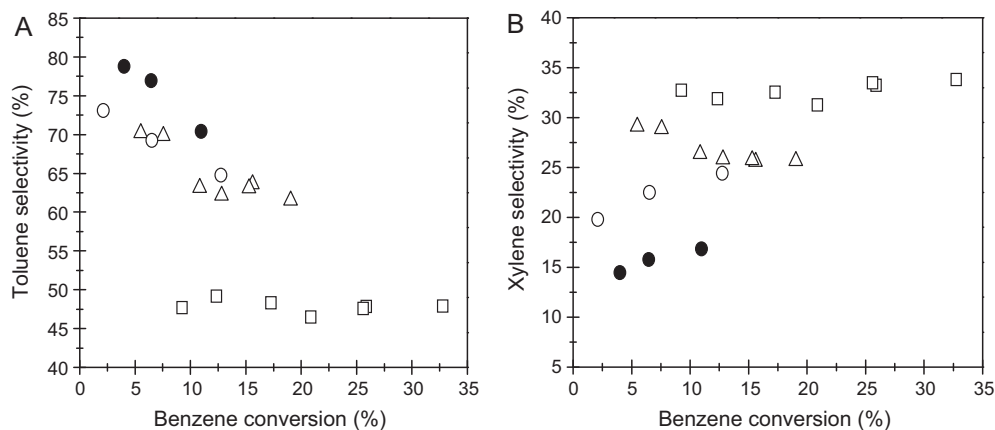 A
Toluene selectivity (%)
85
80
75
70
65
60
55
50
45
40
0 5 10 15 20 25 30 35
Benzene conversion (%)
B
Xylene selectivity (%)
40
35
30
25
20
15
10
5
0 5 10 15 20 25 30 35
Benzene conversion (%)